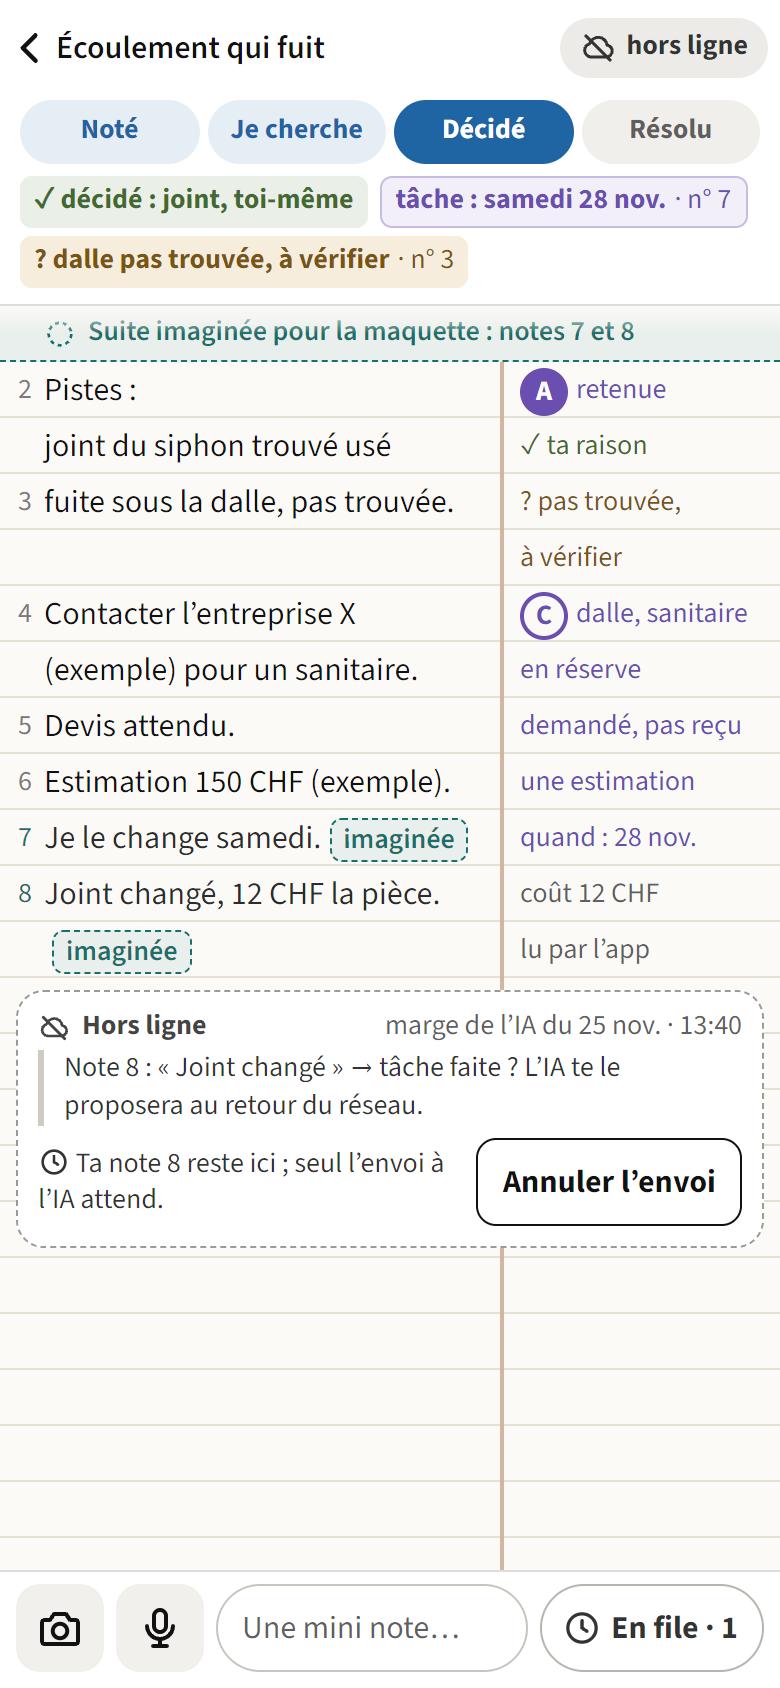 Écoulement qui fuit
hors ligne
Noté
Je cherche
Décidé
Résolu
✓ décidé : joint, toi-même
tâche : samedi 28 nov. · n° 7
? dalle pas trouvée, à vérifier · n° 3
Suite imaginée pour la maquette : notes 7 et 8
2 Pistes :
A retenue
joint du siphon trouvé usé
✓ ta raison
3 fuite sous la dalle, pas trouvée.
? pas trouvée,
à vérifier
4 Contacter l’entreprise X
C dalle, sanitaire
(exemple) pour un sanitaire.
en réserve
5 Devis attendu.
demandé, pas reçu
6 Estimation 150 CHF (exemple).
une estimation
7 Je le change samedi. imaginée
quand : 28 nov.
8 Joint changé, 12 CHF la pièce.
coût 12 CHF
imaginée
lu par l’app
Hors ligne
marge de l’IA du 25 nov. · 13:40
Note 8 : « Joint changé » → tâche faite ? L’IA te le
proposera au retour du réseau.
Ta note 8 reste ici ; seul l’envoi à
l’IA attend.
Annuler l’envoi
Une mini note…
En file · 1